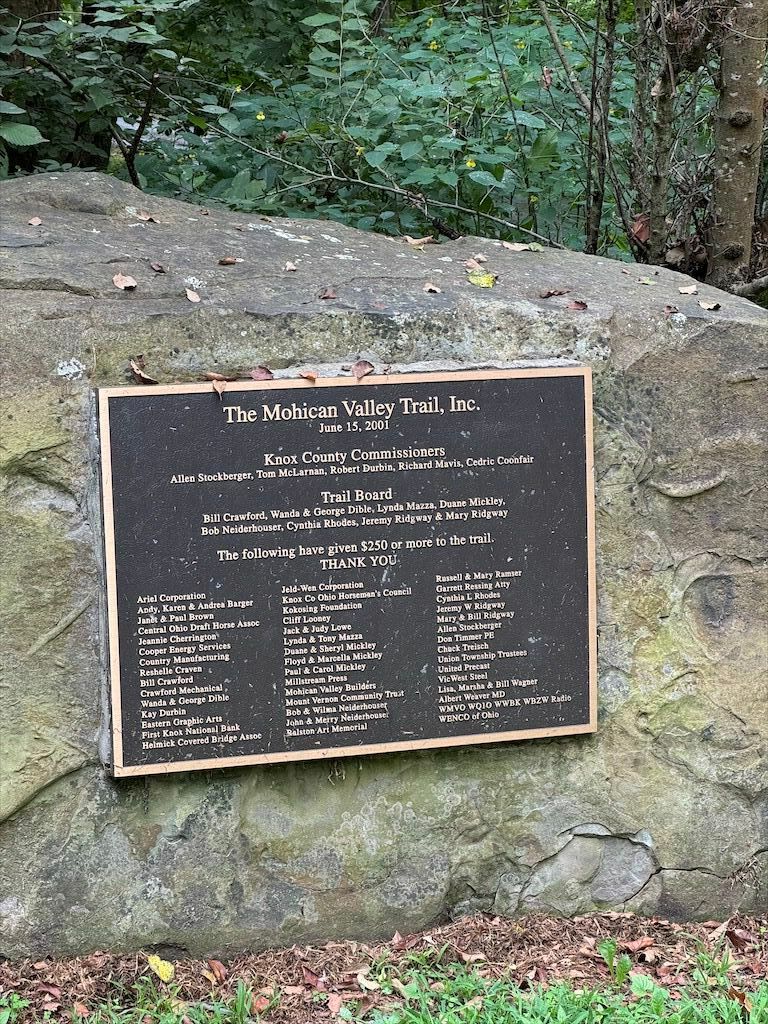 The Mohican Valley Trail, Inc.
June 15, 2001
Knox County Commissioners
Allen Stockberger, Tom McLarnan, Robert Durbin, Richard Mavis, Cedric Coonfair
Trail Board
Bill Crawford, Wanda & George Dible, Lynda Mazza, Duane Mickley,
Bob Neiderhouser, Cynthia Rhodes, Jeremy Ridgway & Mary Ridgway
The following have given $250 or more to the trail.
THANK YOU
Ariel Corporation
Andy, Karen & Andrea Barger
Janet & Paul Brown
Central Ohio Draft Horse Assoc
Jeannie Cherrington
Cooper Energy Services
Country Manufacturing
Reshelle Craven
Bill Crawford
Crawford Mechanical
Wanda & George Dible
Kay Durbin
Eastern Graphic Arts
First Knox National Bank
Helmick Covered Bridge Assoc
Jeld-Wen Corporation
Knox Co Ohio Horseman's Council
Kokosing Foundation
Cliff Looney
Jack & Judy Lowe
Lynda & Tony Mazza
Duane & Sheryl Mickley
Floyd & Marcella Mickley
Paul & Carol Mickley
Millstream Press
Mohican Valley Builders
Mount Vernon Community Trust
Bob & Wilma Neiderhouser
John & Merry Neiderhouser
Ralston Art Memorial
Russell & Mary Ramser
Garrett Ressing Atty
Cynthia L Rhodes
Jeremy W Ridgway
Mary & Bill Ridgway
Allen Stockberger
Don Timmer PE
Chack Treisch
Union Township Trustees
United Precast
VicWest Steel
Lisa, Marsha & Bill Wagner
Albert Weaver MD
WMVO WQIO WWBK WBZW Radio
WENCO of Ohio